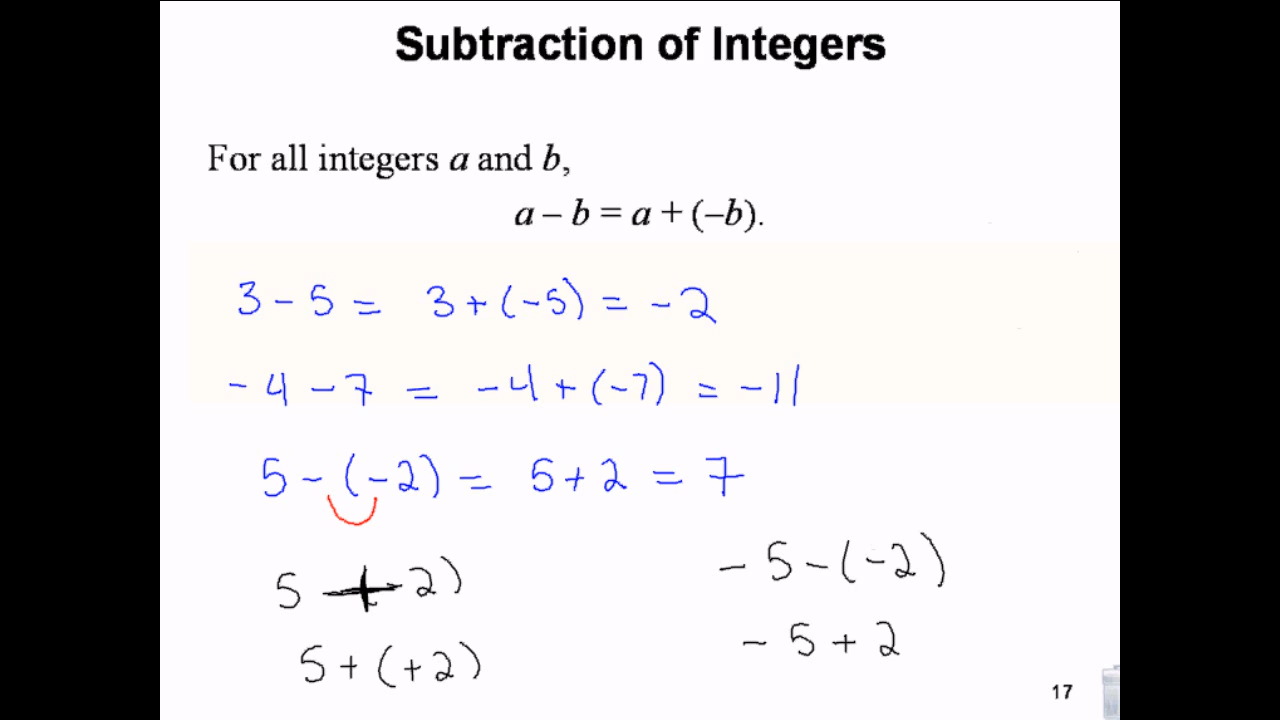 Subtraction of Integers
For all integers a and b,
a – b = a + (–b).
3 - 5 = 3 + (-5) = -2
-4 - 7 = -4 + (-7) = -11
5 - (-2) = 5 + 2 = 7
5 + 2)
-5 - (-2)
5 + (+2)
-5 + 2
17